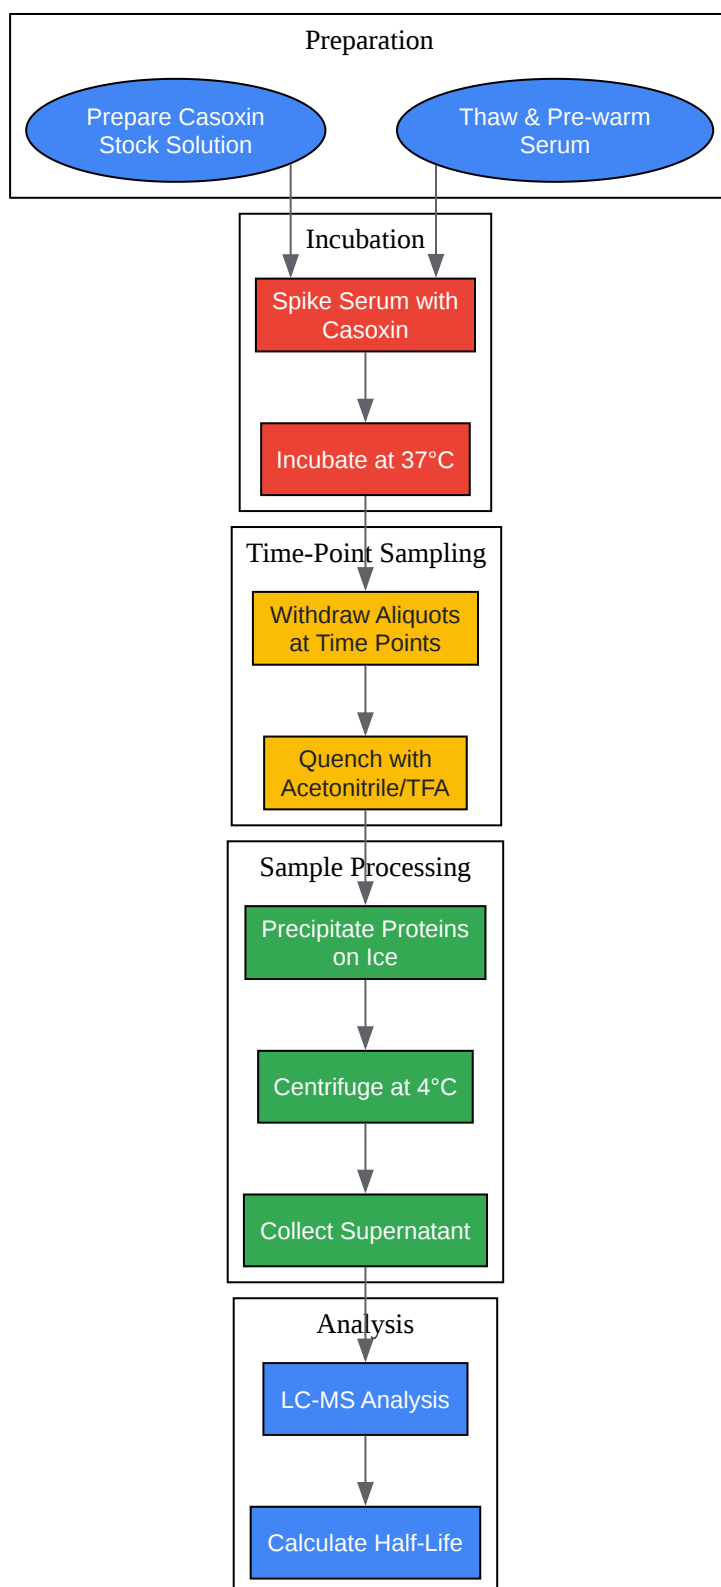 Preparation
Prepare Casoxin
Stock Solution
Thaw & Pre-warm
Serum
Incubation
Spike Serum with
Casoxin
Incubate at 37°C
Time-Point Sampling
Withdraw Aliquots
at Time Points
Quench with
Acetonitrile/TFA
Sample Processing
Precipitate Proteins
on Ice
Centrifuge at 4°C
Collect Supernatant
Analysis
LC-MS Analysis
Calculate Half-Life